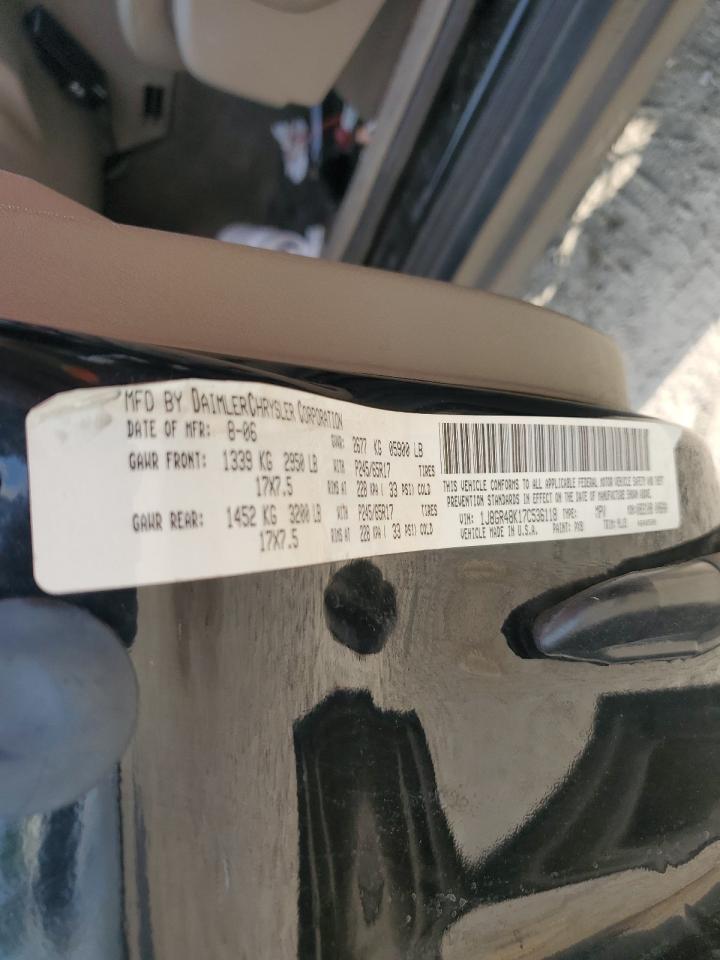 MFD BY DAIMLERCHRYSLER CORPORATION
DATE OF MFR: 8-06 GVWR: 2677 KG 05900 LB
GAWR FRONT: 1339 KG 2950 LB WITH P245/65R17 TIRES
17X7.5 RIMS AT 228 KPA ( 33 PSI) COLD
GAWR REAR: 1452 KG 3200 LB WITH P245/65R17 TIRES
17X7.5 RIMS AT 228 KPA ( 33 PSI) COLD
THIS VEHICLE CONFORMS TO ALL APPLICABLE FEDERAL MOTOR VEHICLE SAFETY AND THEFT
PREVENTION STANDARDS IN EFFECT ON THE DATE OF MANUFACTURE SHOWN ABOVE.
VIN: 1J8GR48K17C536118 TYPE: MPV
VEHICLE MADE IN U.S.A. PAINT: PXR TRIM: